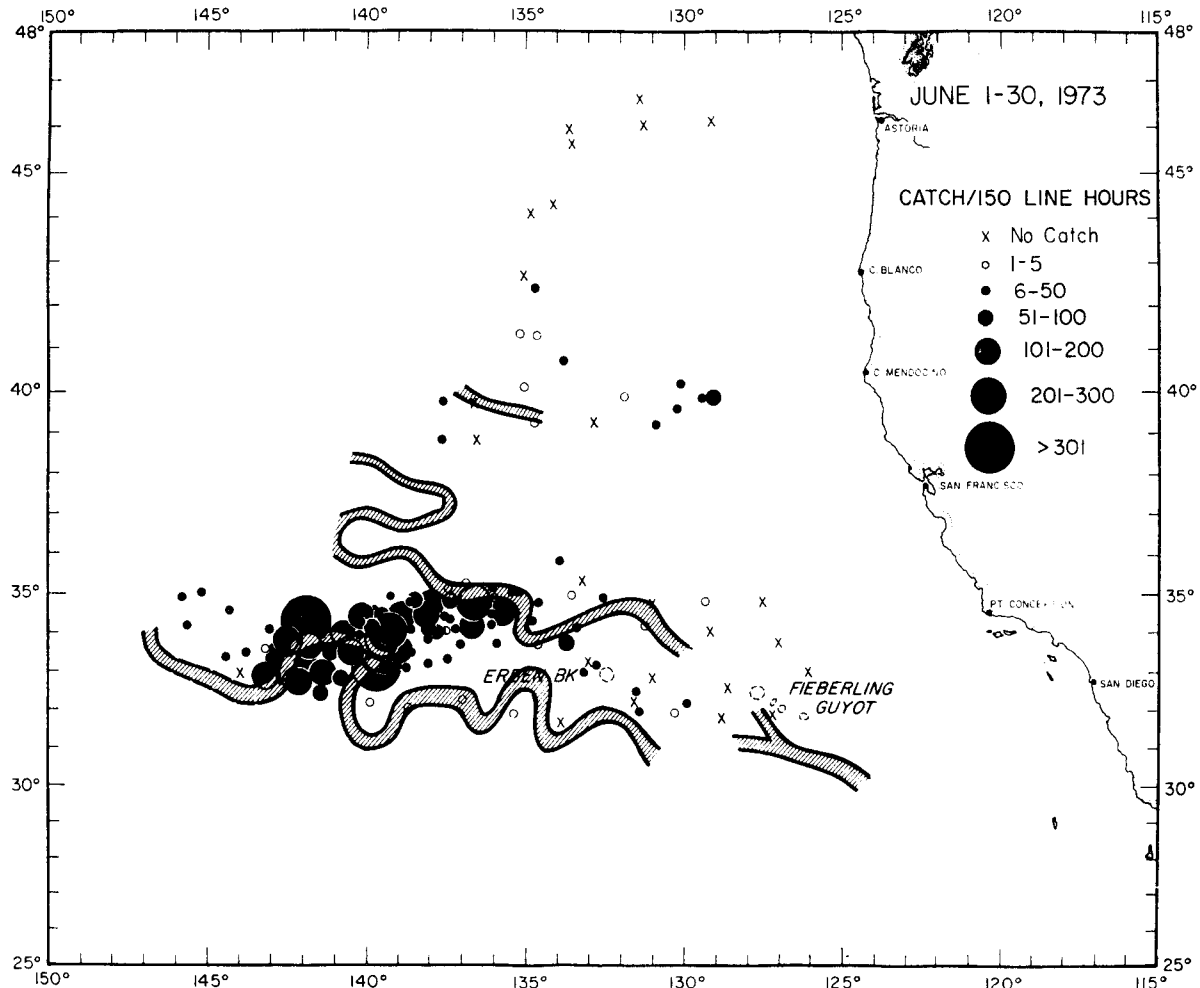 150° 145° 140° 135° 130° 125° 120° 115°
48° 48°
JUNE 1-30, 1973
ASTORIA
45° 45°
CATCH/150 LINE HOURS
x No Catch
1-5
C. BLANCO
6-50
51-100
101-200
C. MENDOCINO
40° 40°
201-300
>301
SAN FRANCISCO
35° 35°
PT. CONCEPTION
ERBEN BK
SAN DIEGO
FIEBERLING
GUYOT
30° 30°
25° 25°
150° 145° 140° 135° 130° 125° 120° 115°